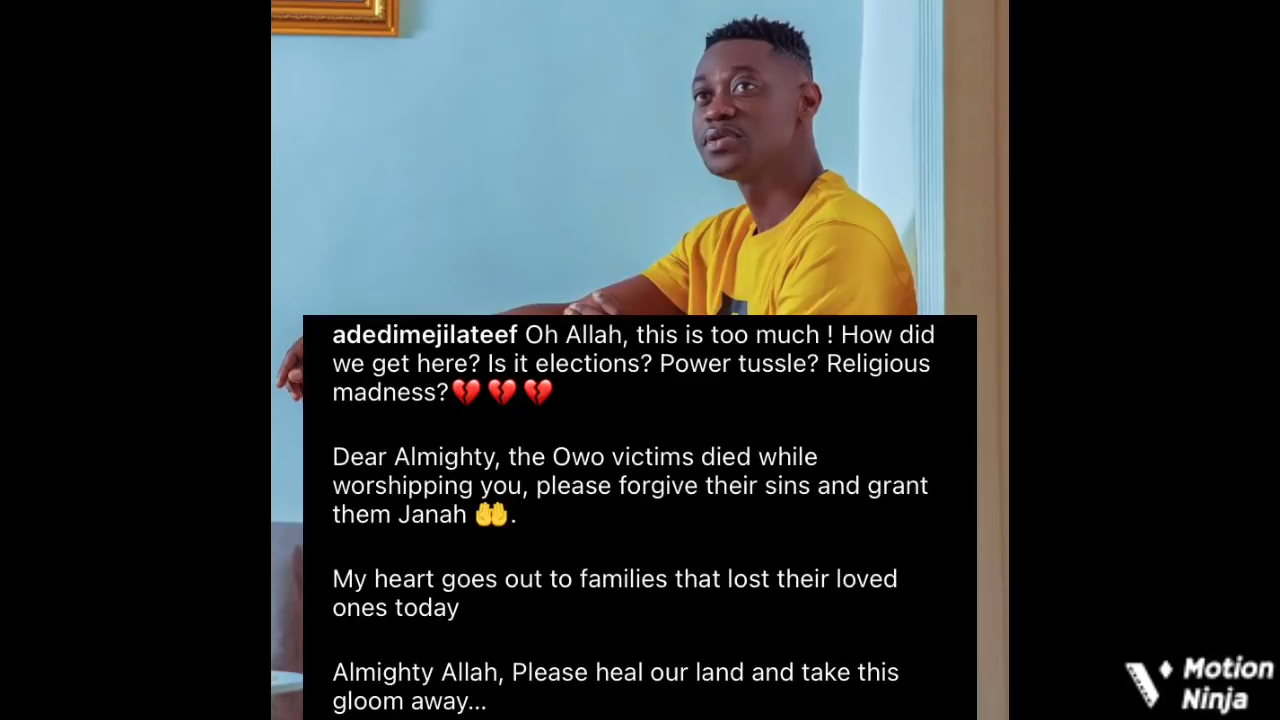 adedimejilateef Oh Allah, this is too much ! How did
we get here? Is it elections? Power tussle? Religious
madness?💔💔💔
Dear Almighty, the Owo victims died while
worshipping you, please forgive their sins and grant
them Janah 🤲.
My heart goes out to families that lost their loved
ones today
Almighty Allah, Please heal our land and take this
gloom away...
Motion
Ninja